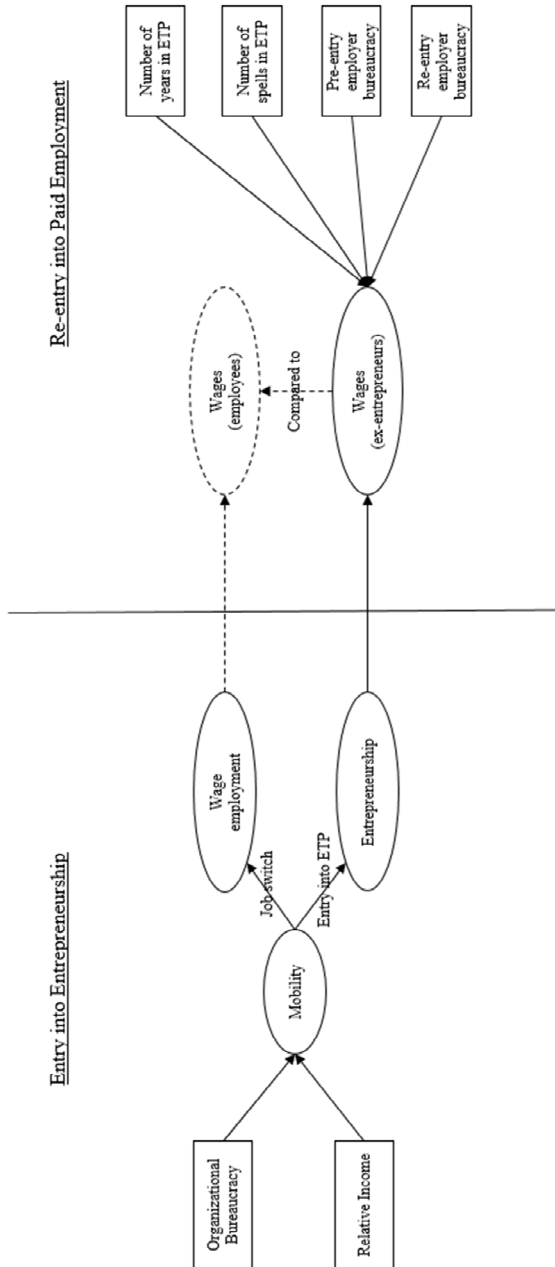 Entry into Entrepreneurship
Re-entry into Paid Employment
Organizational
Bureaucracy
Relative Income
Mobility
Job-switch
Entry into ETP
Wage
employment
Entrepreneurship
Wages
(employees)
Compared to
Wages
(ex-entrepreneurs)
Number of
years in ETP
Number of
spells in ETP
Pre-entry
employer
bureaucracy
Re-entry
employer
bureaucracy